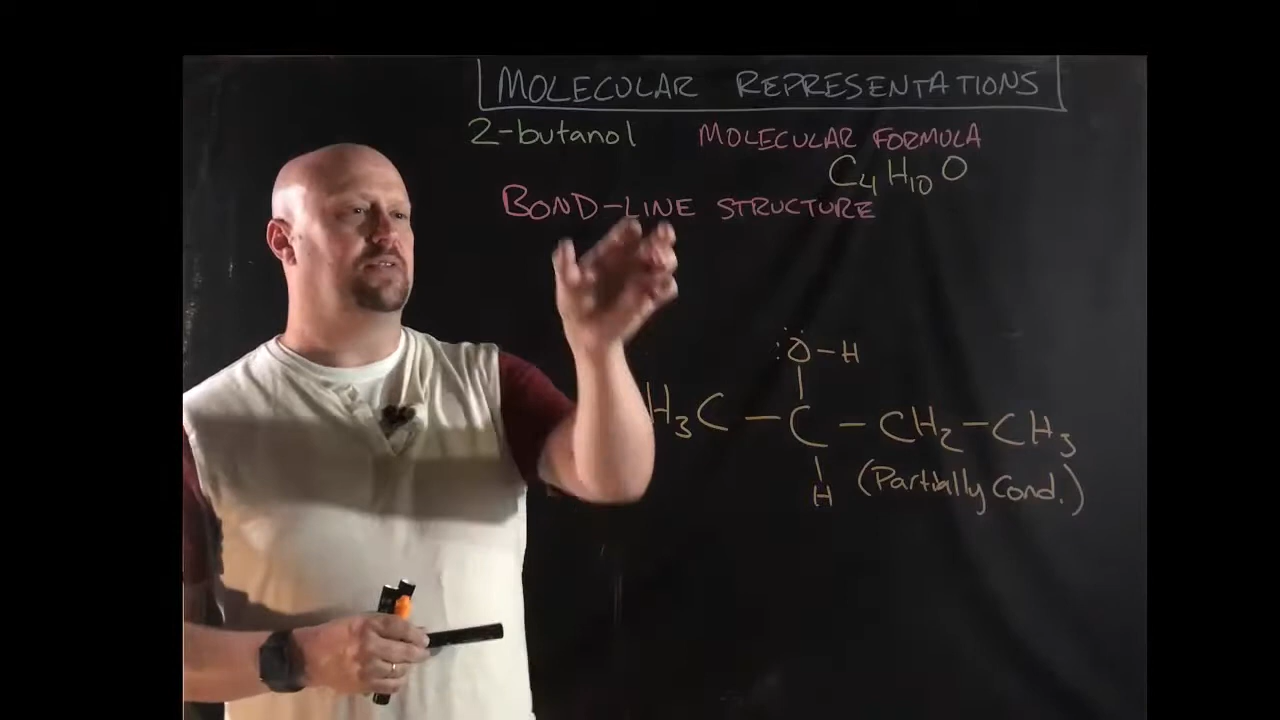 MOLECULAR REPRESENTATIONS
2-butanol MOLECULAR FORMULA
C4H10O
BOND-LINE STRUCTURE
:Ö-H
H3C-C-CH2-CH3
H
(Partially Cond.)